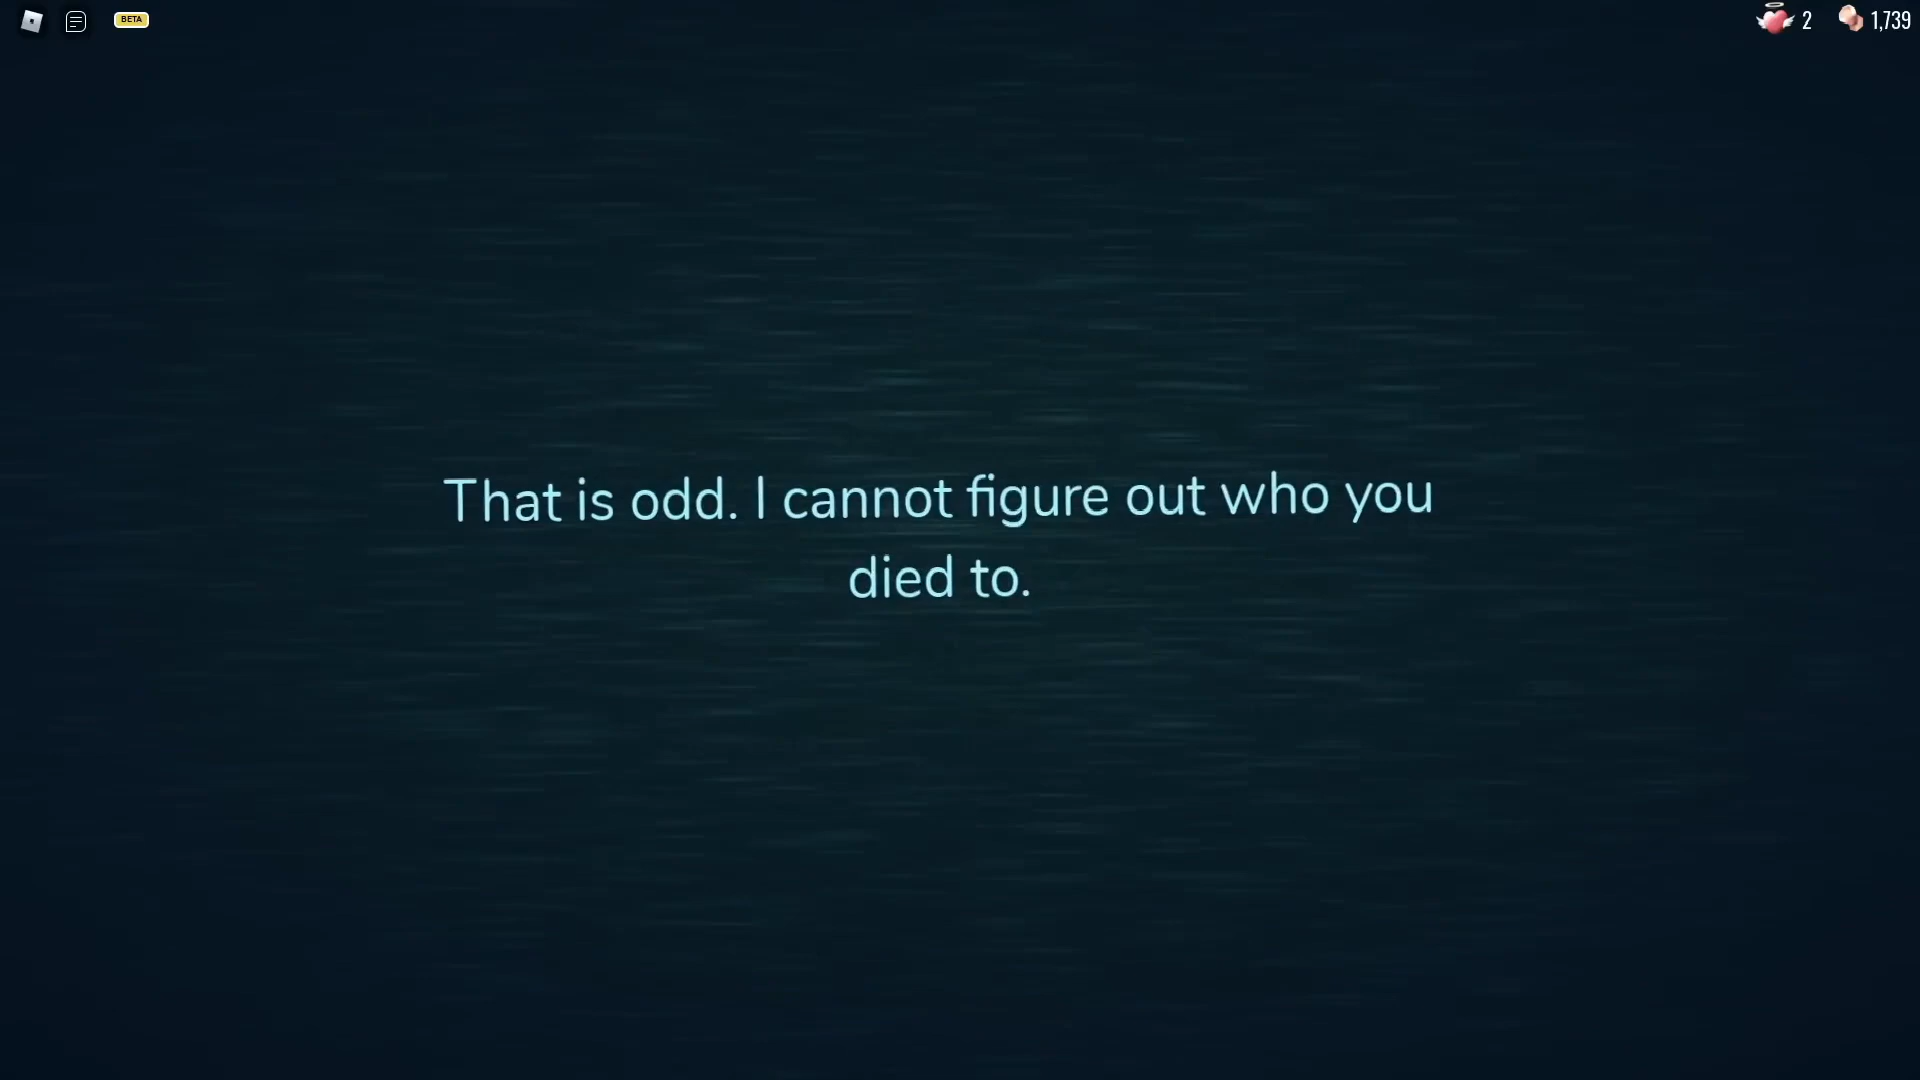 BETA
2
1,739
That is odd. I cannot figure out who you
died to.